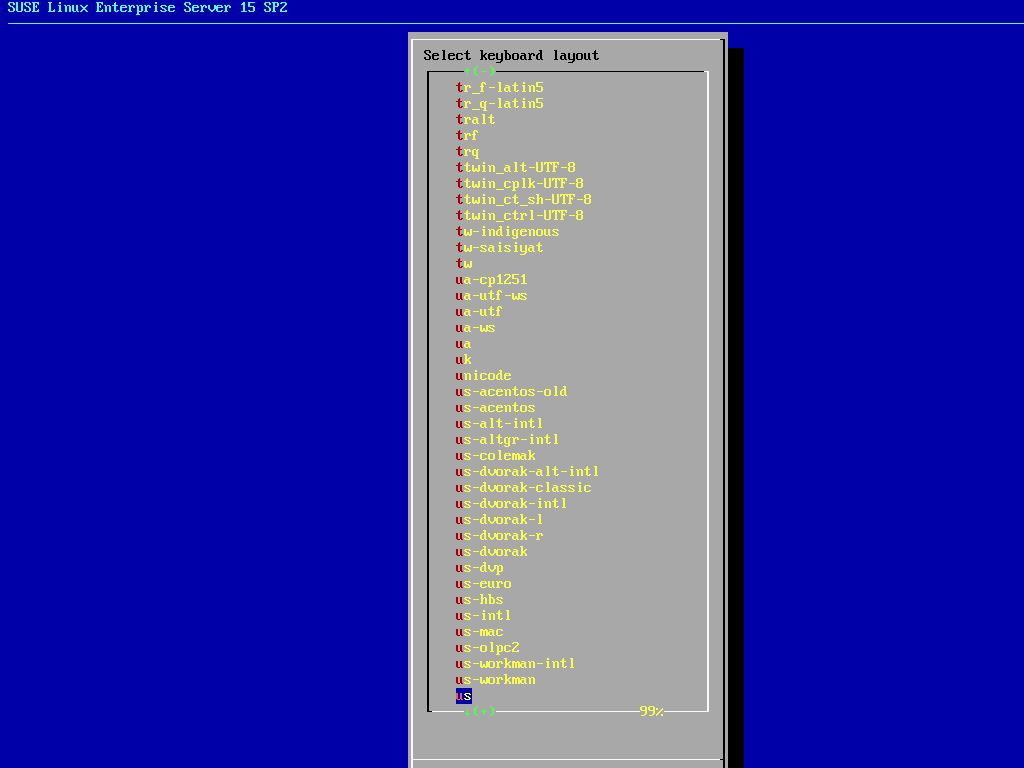 SUSE Linux Enterprise Server 15 SP2
Select keyboard layout
-(-)
tr_f-latin5
tr_q-latin5
tralt
trf
trq
ttwin_alt-UTF-8
ttwin_cplk-UTF-8
ttwin_ct_sh-UTF-8
ttwin_ctrl-UTF-8
tw-indigenous
tw-saisiyat
tw
ua-cp1251
ua-utf-ws
ua-utf
ua-ws
ua
uk
unicode
us-acentos-old
us-acentos
us-alt-intl
us-altgr-intl
us-colemak
us-dvorak-alt-intl
us-dvorak-classic
us-dvorak-intl
us-dvorak-l
us-dvorak-r
us-dvorak
us-dvp
us-euro
us-hbs
us-intl
us-mac
us-olpc2
us-workman-intl
us-workman
us
(+) 99%